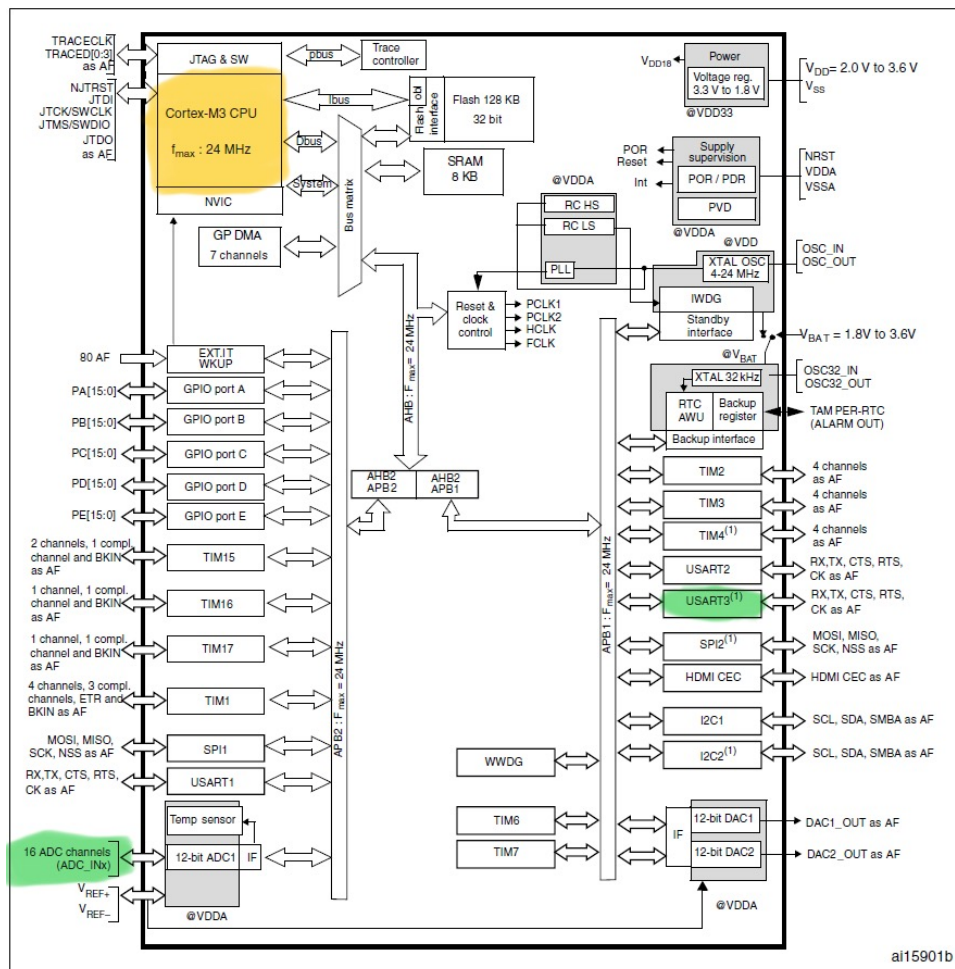 TRACECLK
TRACED[0:3]
as AF
NJTRST
JTDI
JTCK/SWCLK
JTMS/SWDIO
JTDO
as AF
JTAG & SW
pbus
Trace
controller
Cortex-M3 CPU
fmax : 24 MHz
NVIC
Ibus
Dbus
System
Flash obl
interface
Flash 128 KB
32 bit
SRAM
8 KB
Bus matrix
GP DMA
7 channels
VDD18
Power
Voltage reg.
3.3 V to 1.8 V
@VDD33
VDD= 2.0 V to 3.6 V
VSS
POR
Reset
Int
Supply
supervision
POR / PDR
PVD
@VDDA
NRST
VDDA
VSSA
@VDDA
RC HS
RC LS
PLL
@VDD
XTAL OSC
4-24 MHz
IWDG
Standby
interface
OSC_IN
OSC_OUT
Reset &
clock
control
PCLK1
PCLK2
HCLK
FCLK
VBAT = 1.8V to 3.6V
@VBAT
XTAL 32 kHz
OSC32_IN
OSC32_OUT
RTC
AWU
Backup
register
Backup interface
TAM PER-RTC
(ALARM OUT)
AHB : Fmax= 24 MHz
80 AF
EXT.IT
WKUP
PA[15:0]
GPIO port A
PB[15:0]
GPIO port B
PC[15:0]
GPIO port C
PD[15:0]
GPIO port D
PE[15:0]
GPIO port E
AHB2
APB2
AHB2
APB1
2 channels, 1 compl.
channel and BKIN
as AF
TIM15
1 channel, 1 compl.
channel and BKIN
as AF
TIM16
1 channel, 1 compl.
channel and BKIN
as AF
TIM17
4 channels, 3 compl.
channels, ETR and
BKIN as AF
TIM1
MOSI, MISO,
SCK, NSS as AF
SPI1
RX,TX, CTS, RTS,
CK as AF
USART1
Temp sensor
16 ADC channels
(ADC_INx)
12-bit ADC1
IF
VREF+
VREF–
@VDDA
APB2 : Fmax = 24 MHz
APB1 : Fmax= 24 MHz
TIM2
4 channels
as AF
TIM3
4 channels
as AF
TIM4(1)
4 channels
as AF
USART2
RX,TX, CTS, RTS,
CK as AF
USART3(1)
RX,TX, CTS, RTS,
CK as AF
SPI2(1)
MOSI, MISO,
SCK, NSS as AF
HDMI CEC
HDMI CEC as AF
I2C1
SCL, SDA, SMBA as AF
I2C2(1)
SCL, SDA, SMBA as AF
WWDG
TIM6
TIM7
IF
12-bit DAC1
DAC1_OUT as AF
12-bit DAC2
DAC2_OUT as AF
@VDDA
ai15901b